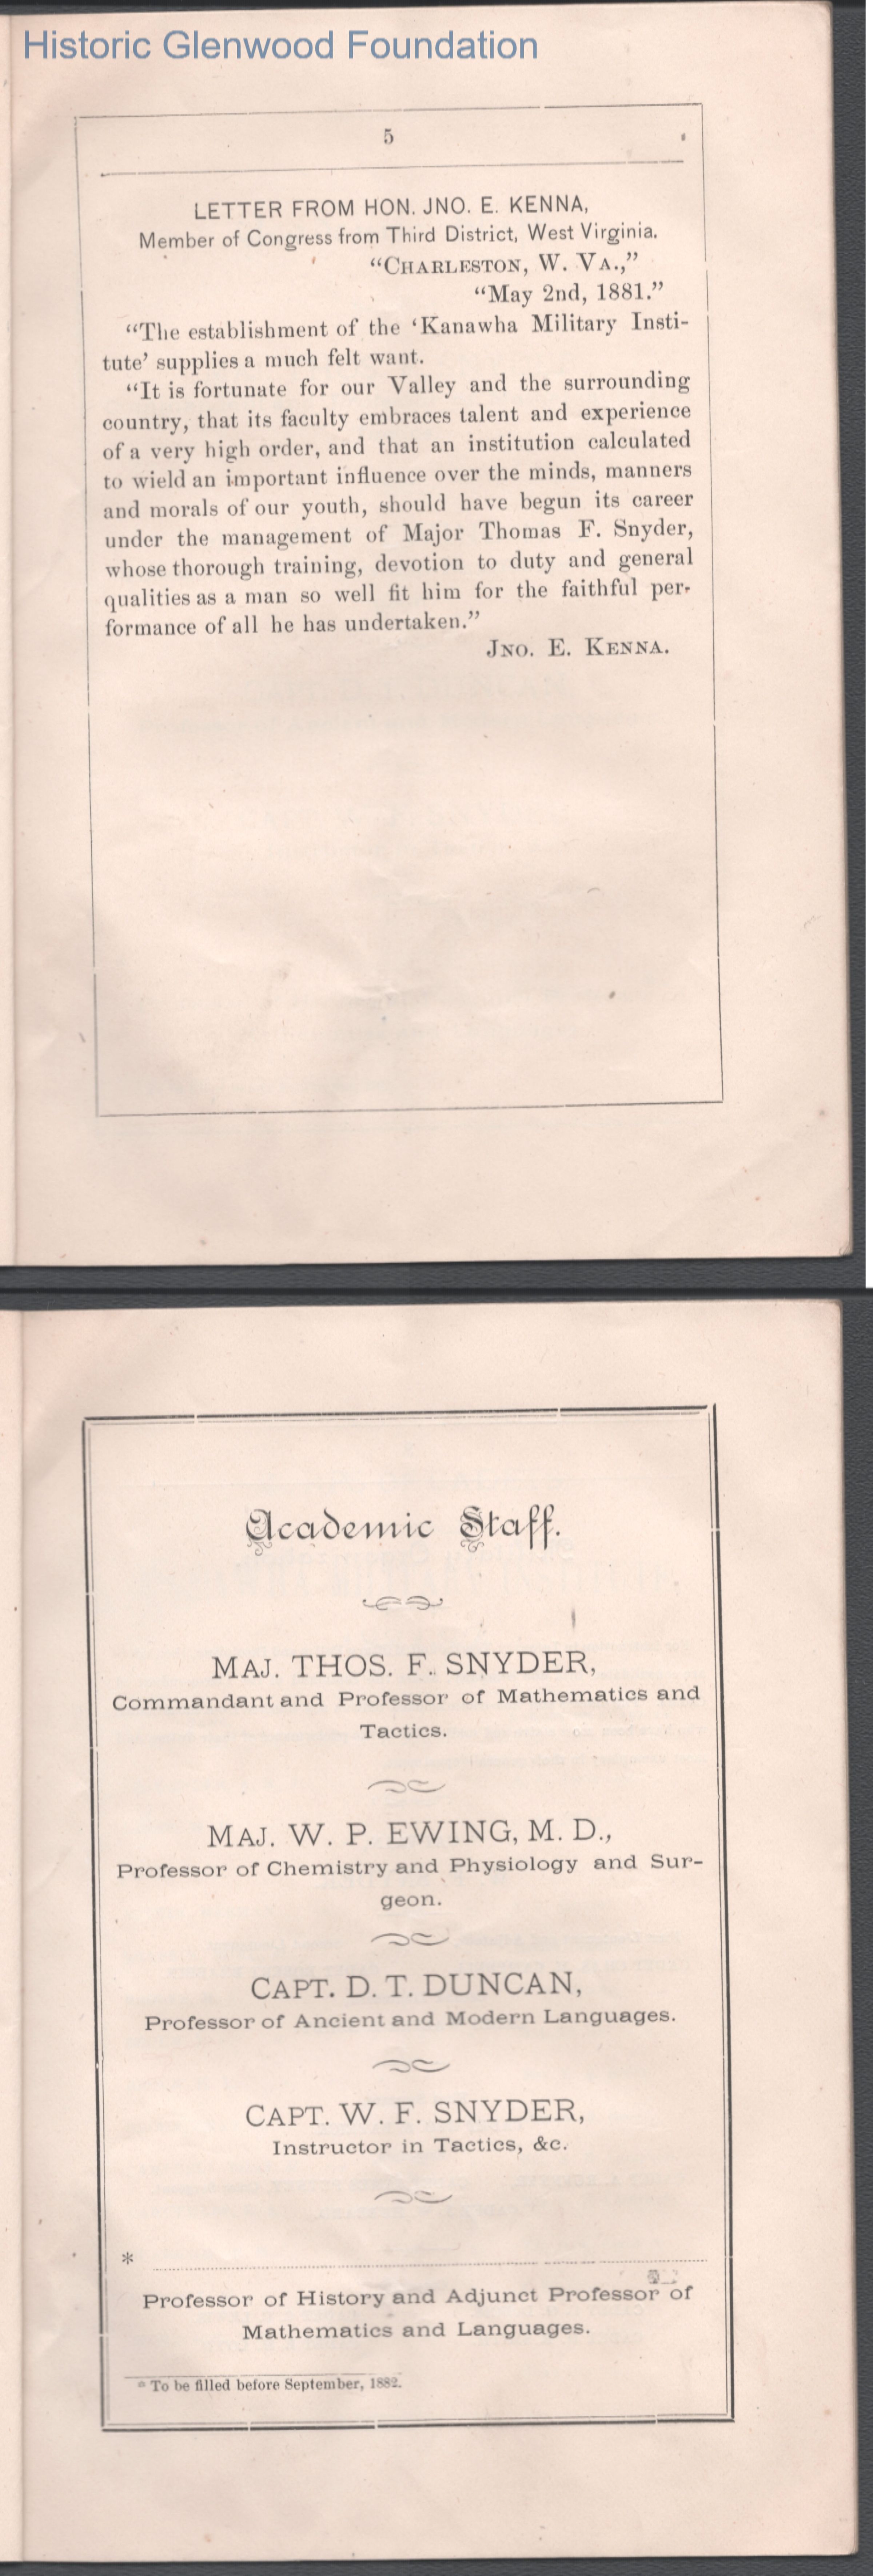 Historic Glenwood Foundation
5
LETTER FROM HON. JNO. E. KENNA,
Member of Congress from Third District, West Virginia.
“CHARLESTON, W. VA.,”
“May 2nd, 1881.”
“The establishment of the ‘Kanawha Military Insti-
tute’ supplies a much felt want.
“It is fortunate for our Valley and the surrounding
country, that its faculty embraces talent and experience
of a very high order, and that an institution calculated
to wield an important influence over the minds, manners
and morals of our youth, should have begun its career
under the management of Major Thomas F. Snyder,
whose thorough training, devotion to duty and general
qualities as a man so well fit him for the faithful per-
formance of all he has undertaken.”
JNO. E. KENNA.
Academic Staff.
MAJ. THOS. F. SNYDER,
Commandant and Professor of Mathematics and
Tactics.
MAJ. W. P. EWING, M. D.,
Professor of Chemistry and Physiology and Sur-
geon.
CAPT. D. T. DUNCAN,
Professor of Ancient and Modern Languages.
CAPT. W. F. SNYDER,
Instructor in Tactics, &c.
*
Professor of History and Adjunct Professor of
Mathematics and Languages.
* To be filled before September, 1882.